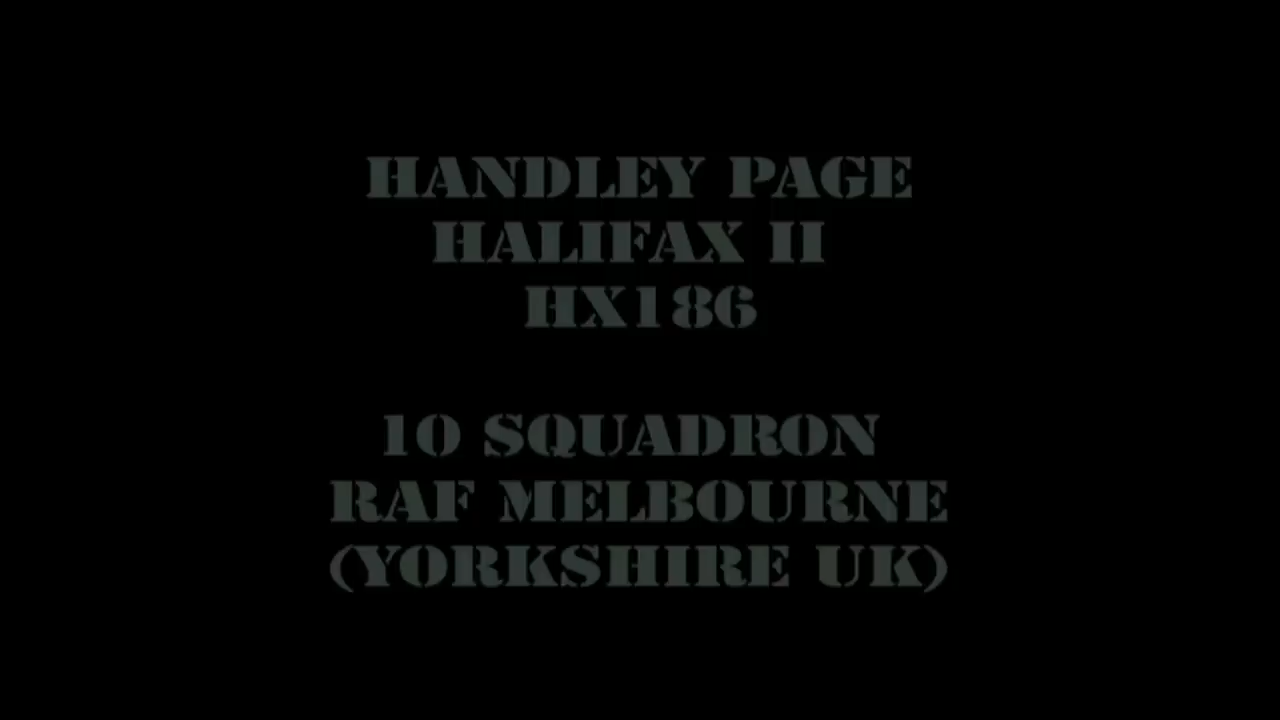 HANDLEY PAGE
HALIFAX II
HX186
10 SQUADRON
RAF MELBOURNE
(YORKSHIRE UK)